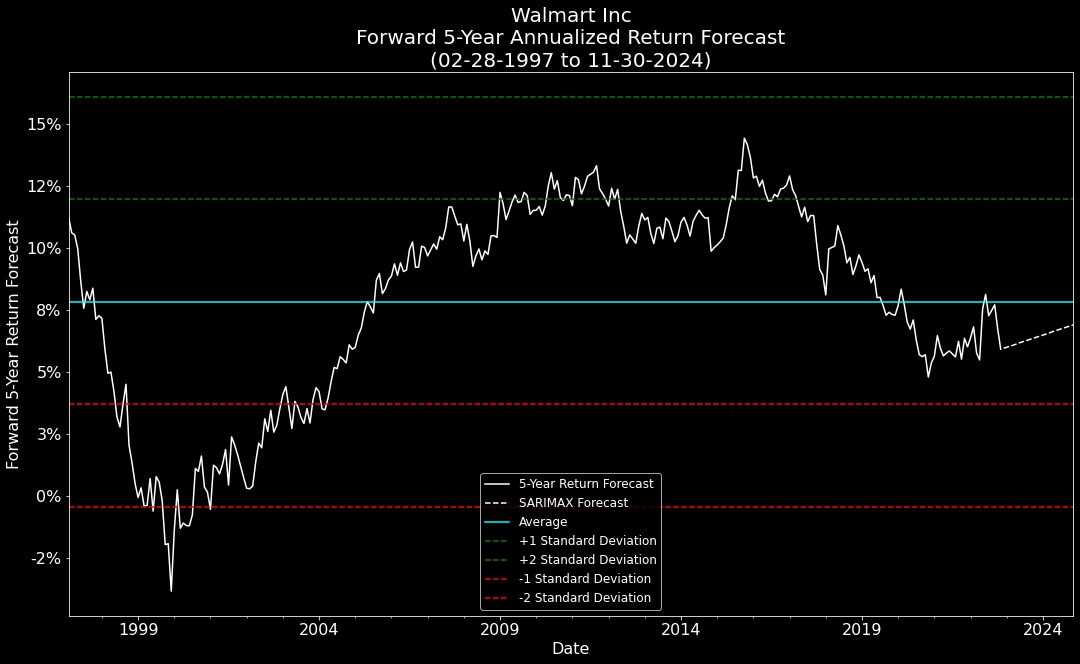 Walmart Inc
Forward 5-Year Annualized Return Forecast
(02-28-1997 to 11-30-2024)
Forward 5-Year Return Forecast
15%
12%
10%
8%
5%
3%
0%
-2%
5-Year Return Forecast
SARIMAX Forecast
Average
+1 Standard Deviation
+2 Standard Deviation
-1 Standard Deviation
-2 Standard Deviation
1999
2004
2009
2014
2019
2024
Date